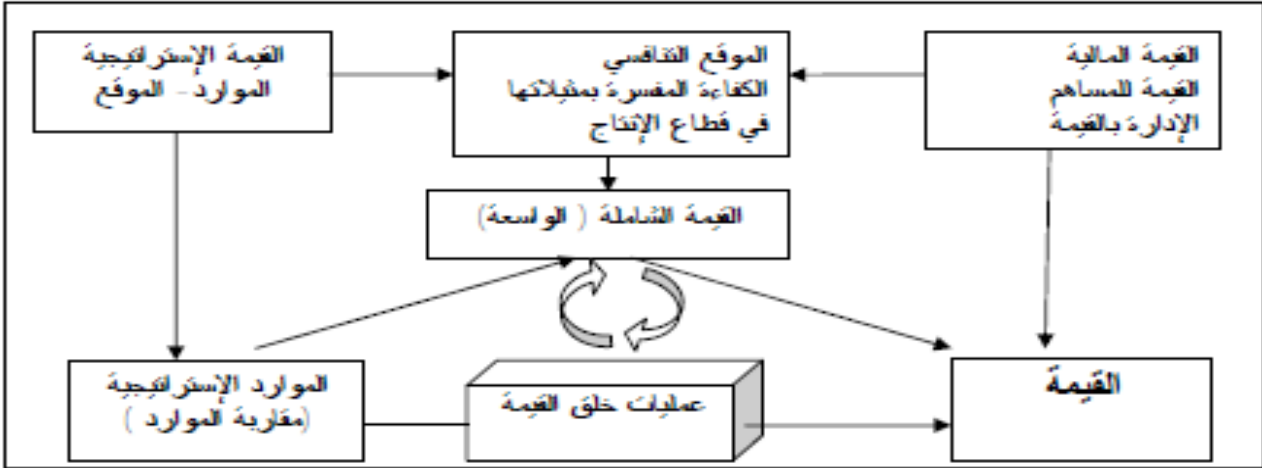 القيمة الإستراتيجية
الموارد- الموقع
الموقع التنافسي
الكفاءة المفسرة بمثيلاتها
في قطاع الإنتاج
القيمة المالية
القيمة للمساهم
الإدارة بالقيمة
القيمة الشاملة ( الواسعة)
الموارد الإستراتيجية
(مقاربة الموارد )
عمليات خلق القيمة
القيمة